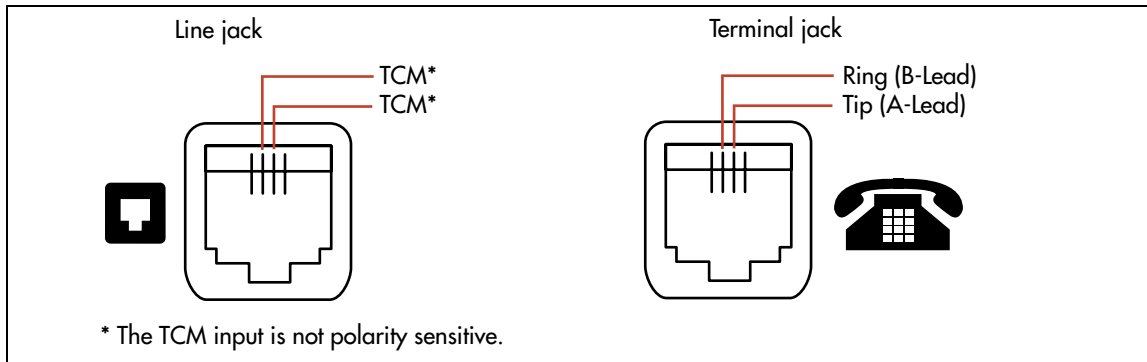 Line jack
TCM*
TCM*
Terminal jack
Ring (B-Lead)
Tip (A-Lead)
* The TCM input is not polarity sensitive.